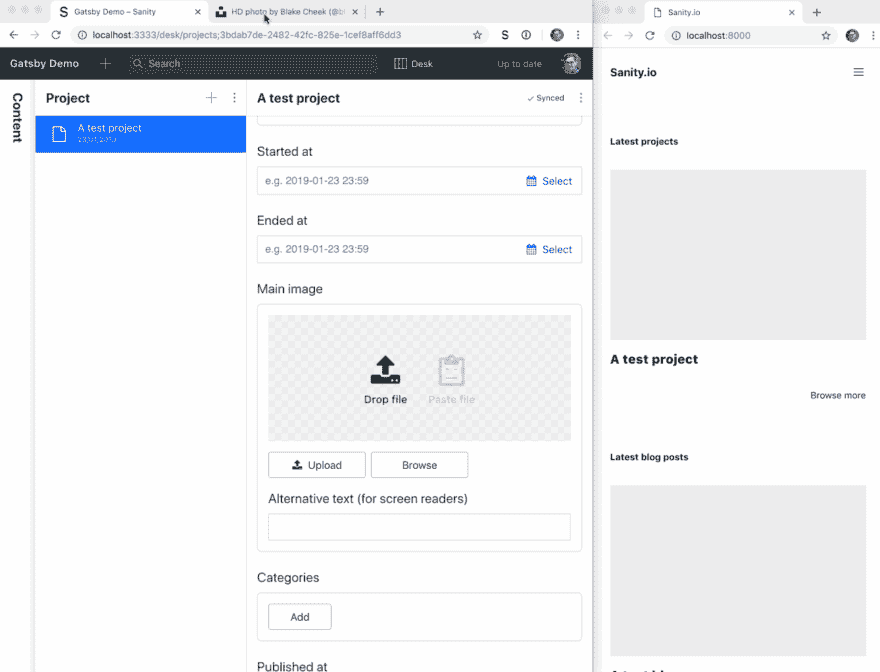 Gatsby Demo – Sanity
HD photo by Blake Cheek (@bl
localhost:3333/desk/projects;3bdab7de-2482-42fc-825e-1cef8aff6dd3
S
Gatsby Demo
Search
Desk
Up to date
Content
Project
A test project
A test project
Synced
Started at
e.g. 2019-01-23 23:59
Select
Ended at
e.g. 2019-01-23 23:59
Select
Main image
Drop file
Paste file
Upload
Browse
Alternative text (for screen readers)
Categories
Add
Published at
Sanity.io
localhost:8000
Sanity.io
Latest projects
A test project
Browse more
Latest blog posts